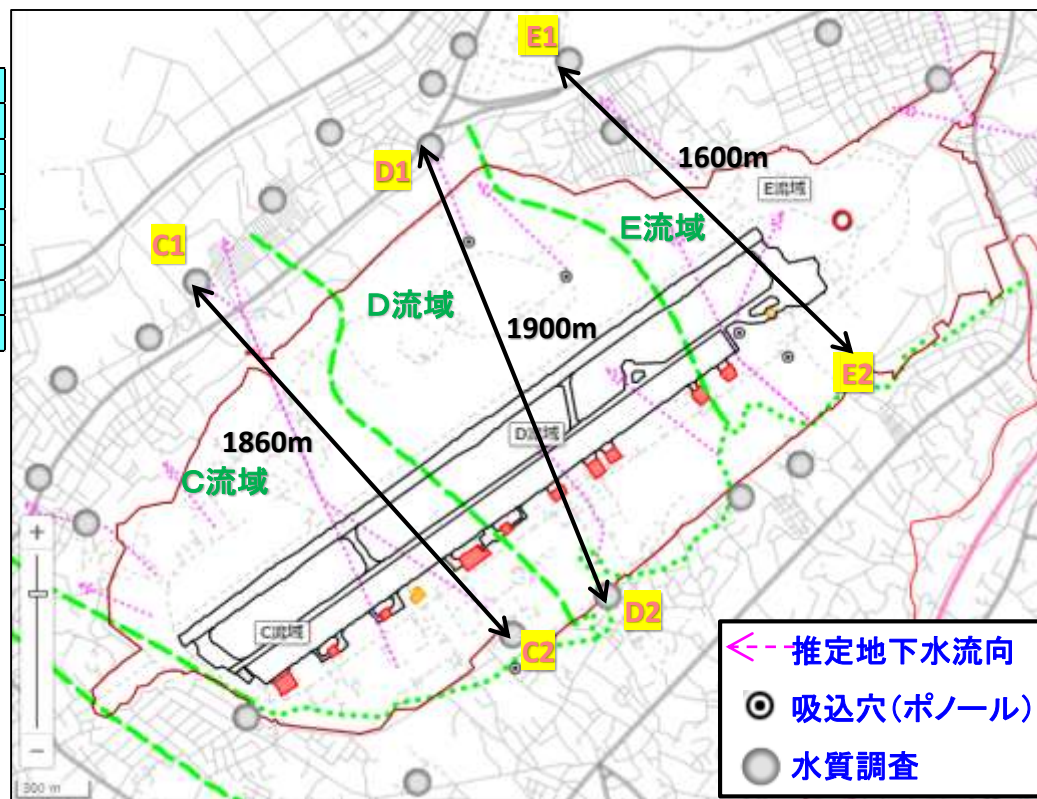 E1
1600m
D1
E流域
E流域
C1
D流域
1900m
E2
1860m
D流域
C流域
C流域
D2
C2
+
−
300 m
推定地下水流向
吸込穴（ポノール）
水質調査